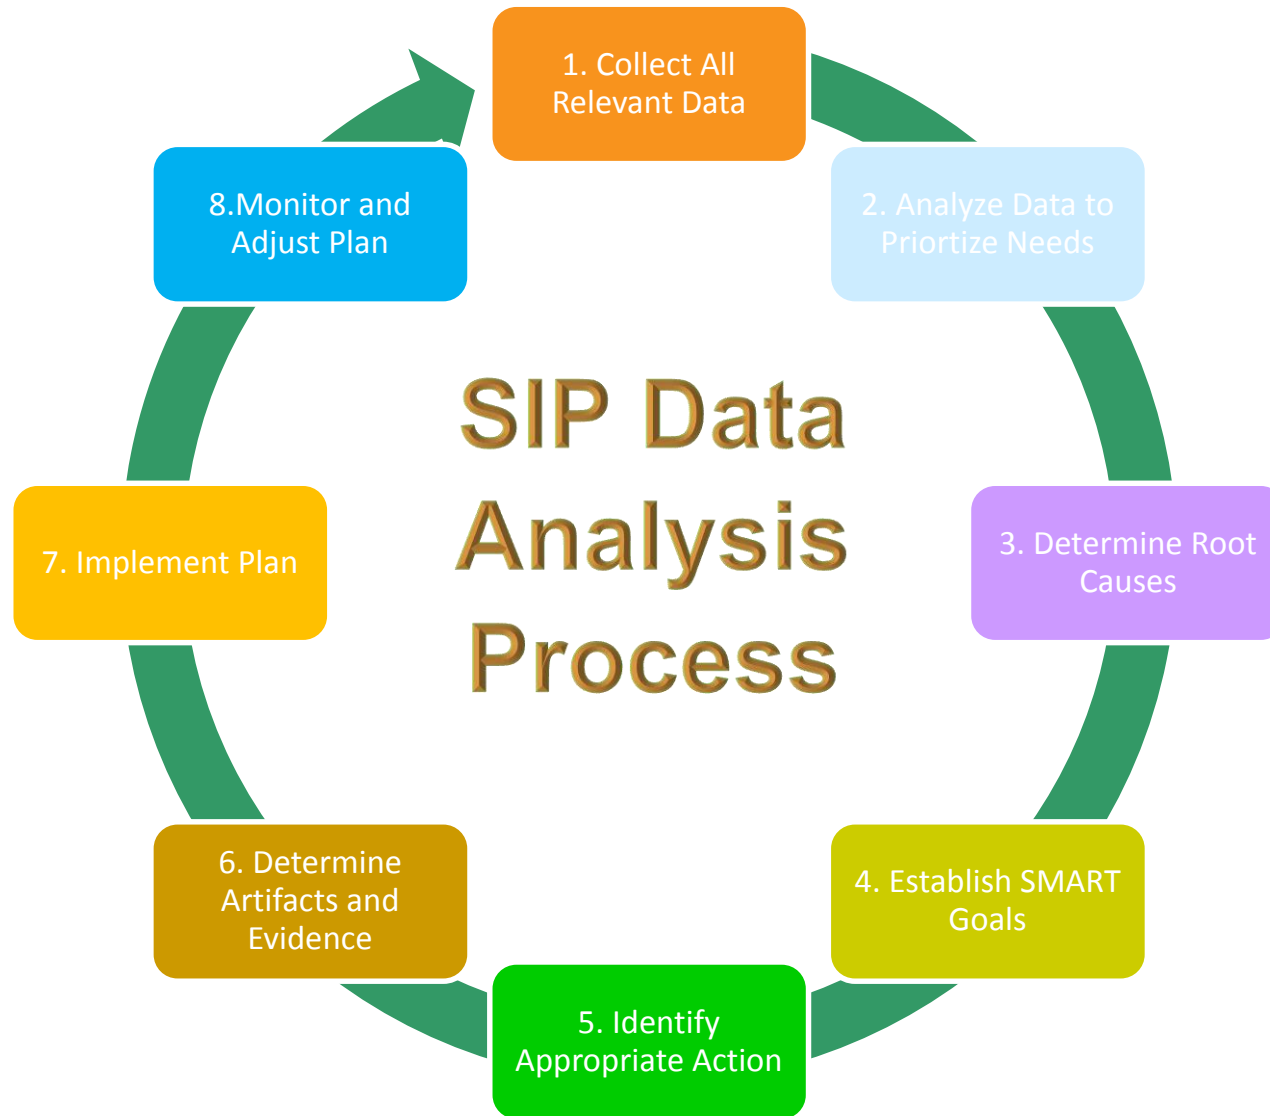 1. Collect All
Relevant Data
2. Analyze Data to
Priortize Needs
3. Determine Root
Causes
4. Establish SMART
Goals
5. Identify
Appropriate Action
6. Determine
Artifacts and
Evidence
7. Implement Plan
8.Monitor and
Adjust Plan
SIP Data
Analysis
Process